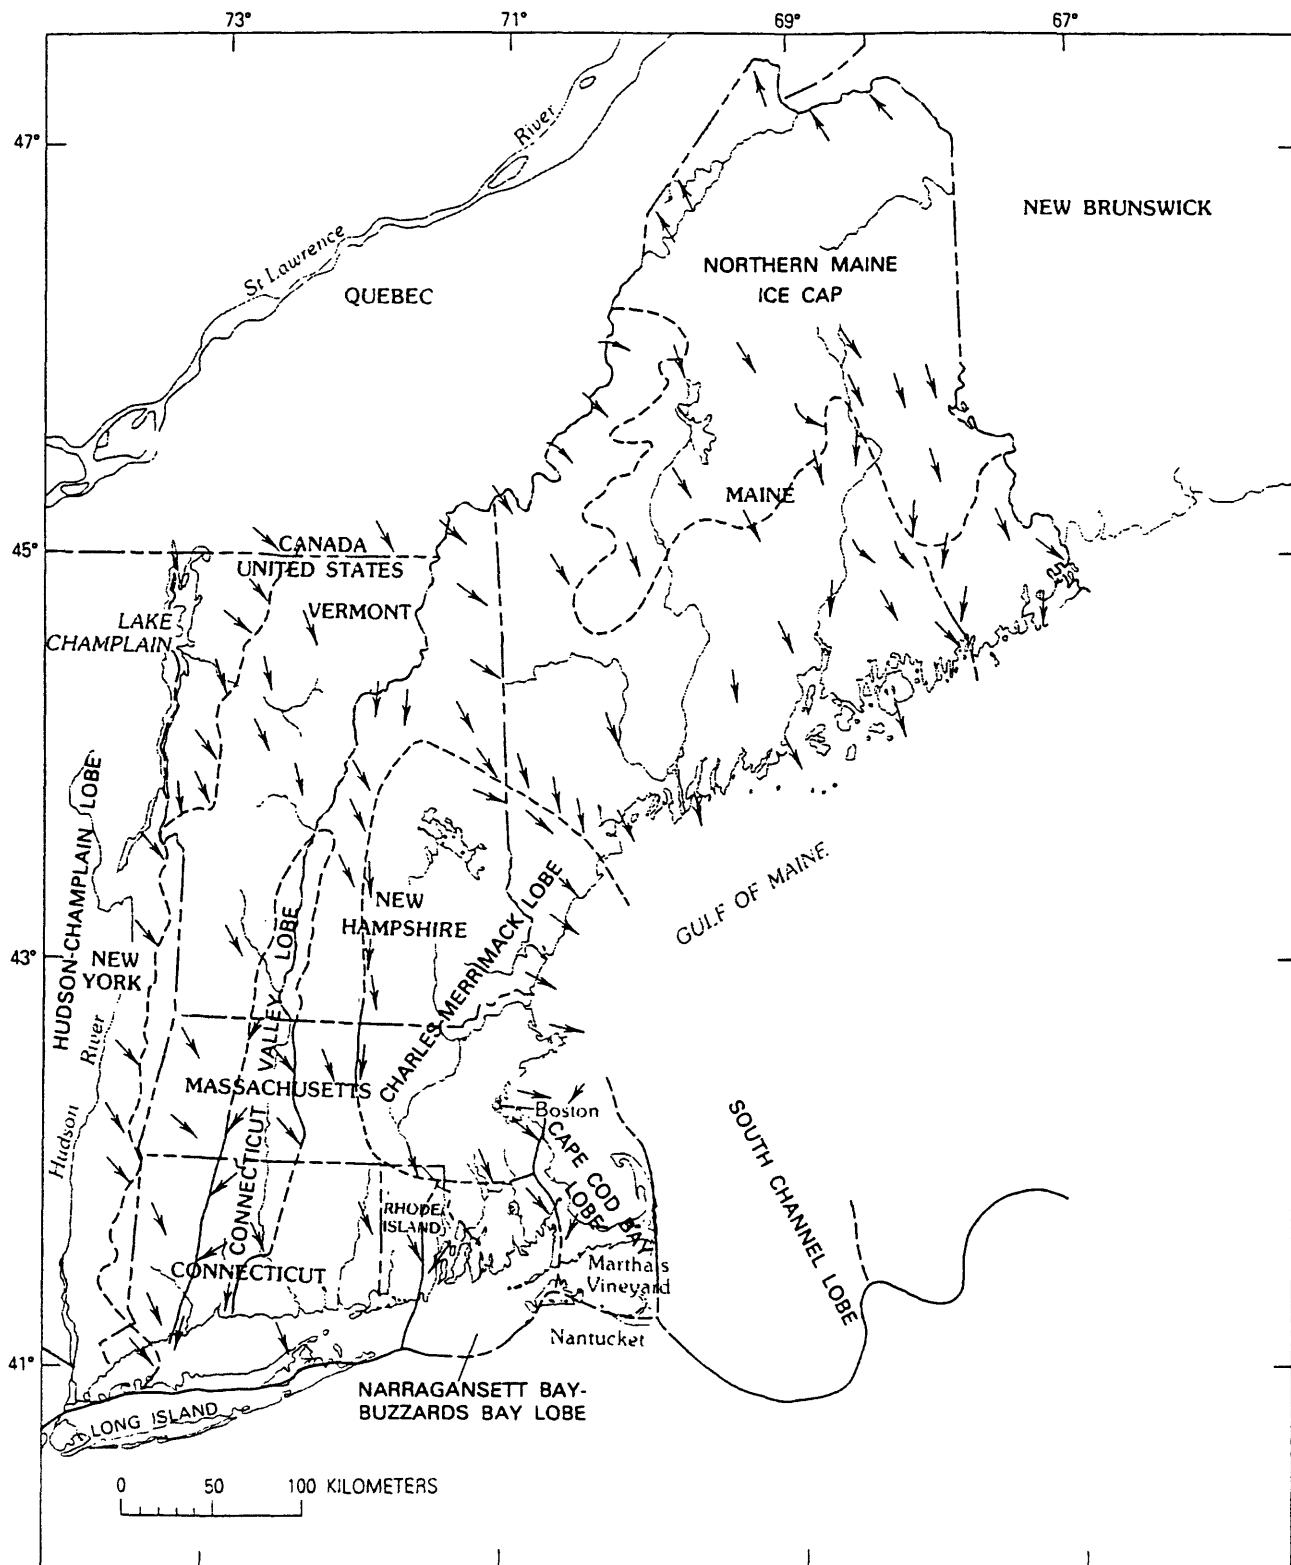 73°
71°
69°
67°
47°
River
NEW BRUNSWICK
St Lawrence
QUEBEC
NORTHERN MAINE
ICE CAP
MAINE
45°
CANADA
UNITED STATES
LAKE
CHAMPLAIN
VERMONT
HUDSON-CHAMPLAIN LOBE
GULF OF MAINE
NEW
HAMPSHIRE
CHARLES-MERRIMACK LOBE
CONNECTICUT VALLEY LOBE
43°
NEW
YORK
Hudson River
MASSACHUSETTS
Boston
CAPE COD BAY
LOBE
SOUTH CHANNEL LOBE
RHODE
ISLAND
CONNECTICUT
Marthas
Vineyard
Nantucket
41°
NARRAGANSETT BAY-
BUZZARDS BAY LOBE
LONG ISLAND
0 50 100 KILOMETERS